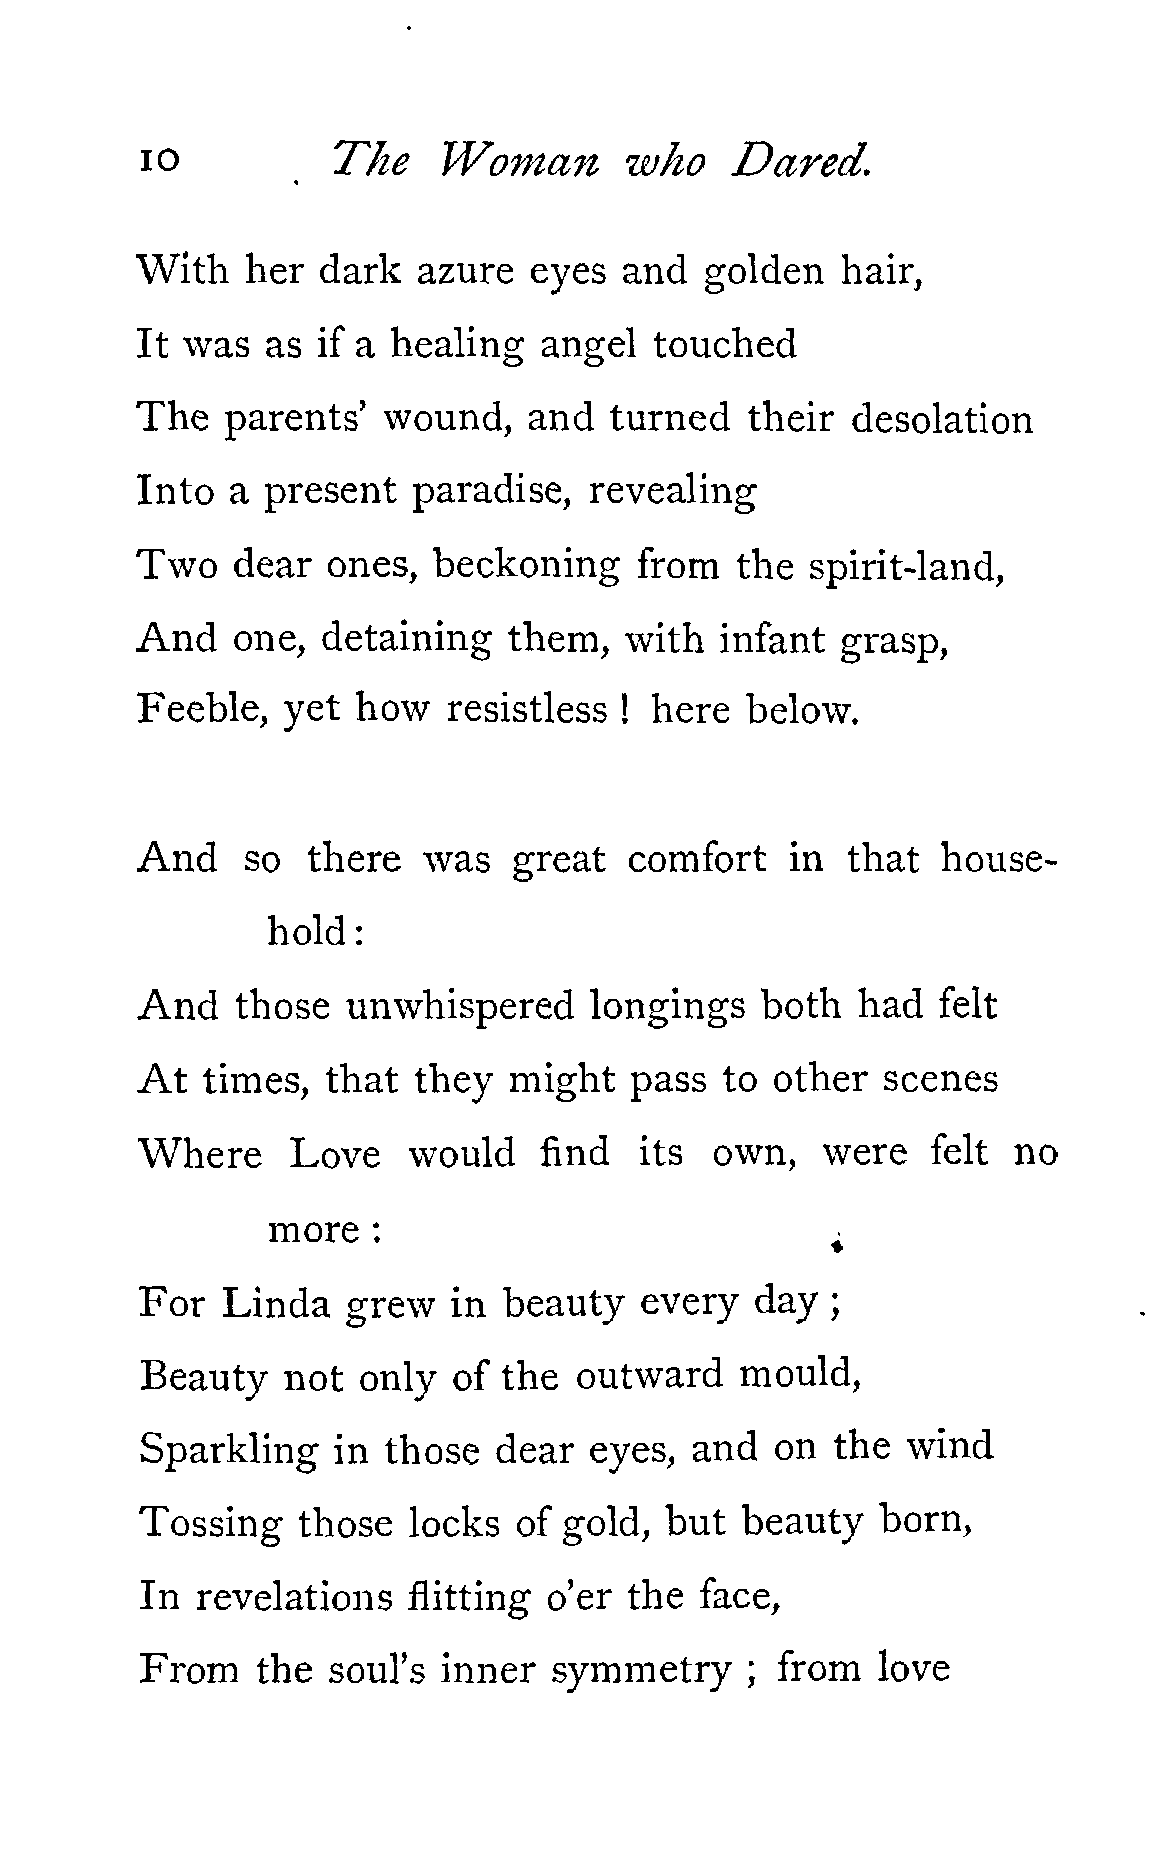 10 The Woman who Dared.
With her dark azure eyes and golden hair,
It was as if a healing angel touched
The parents' wound, and turned their desolation
Into a present paradise, revealing
Two dear ones, beckoning from the spirit-land,
And one, detaining them, with infant grasp,
Feeble, yet how resistless ! here below.
And so there was great comfort in that house-
hold :
And those unwhispered longings both had felt
At times, that they might pass to other scenes
Where Love would find its own, were felt no
more :
For Linda grew in beauty every day ;
Beauty not only of the outward mould,
Sparkling in those dear eyes, and on the wind
Tossing those locks of gold, but beauty born,
In revelations flitting o'er the face,
From the soul's inner symmetry ; from love